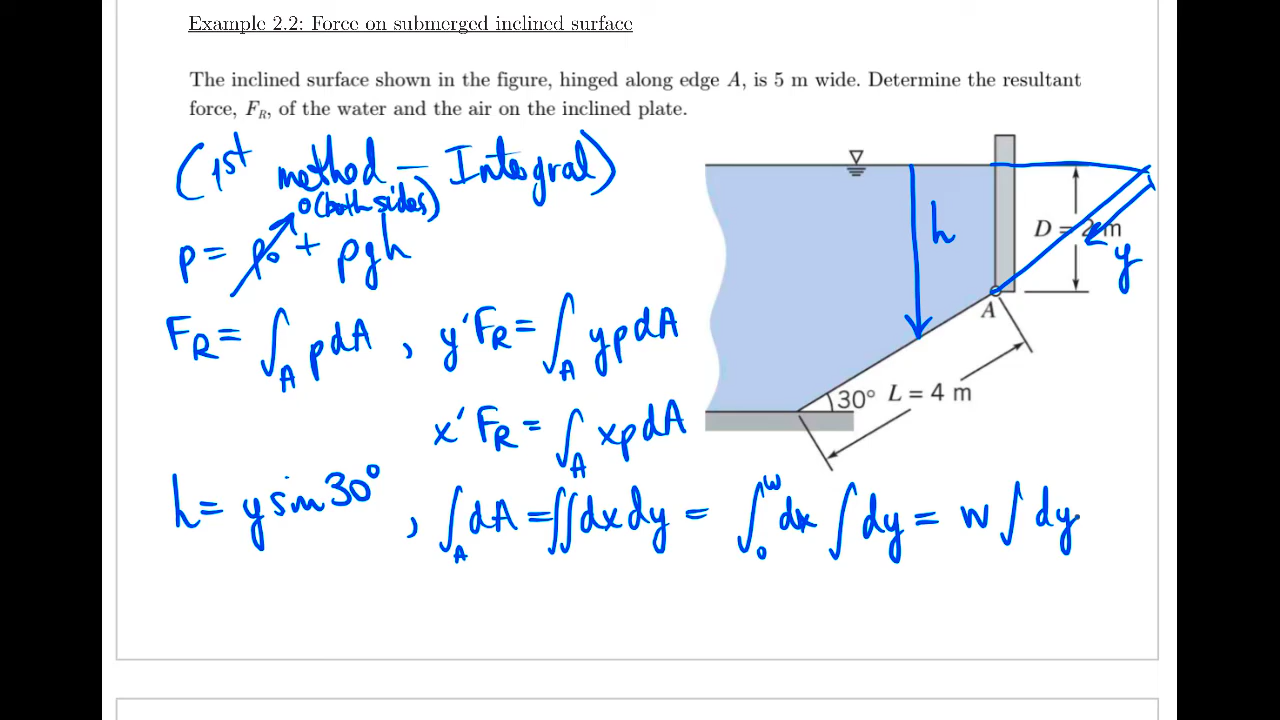 Example 2.2: Force on submerged inclined surface
The inclined surface shown in the figure, hinged along edge A, is 5 m wide. Determine the resultant
force, F_R, of the water and the air on the inclined plate.
(1st method – Integral)
0 (both sides)
p = p₀ + ρgh
F_R = ∫_A p dA , y'F_R = ∫_A y p dA
x'F_R = ∫_A x p dA
h = y sin 30° , ∫_A dA = ∬ dx dy = ∫₀^w dx ∫ dy = w ∫ dy
h
D = 2 m
y
A
30° L = 4 m